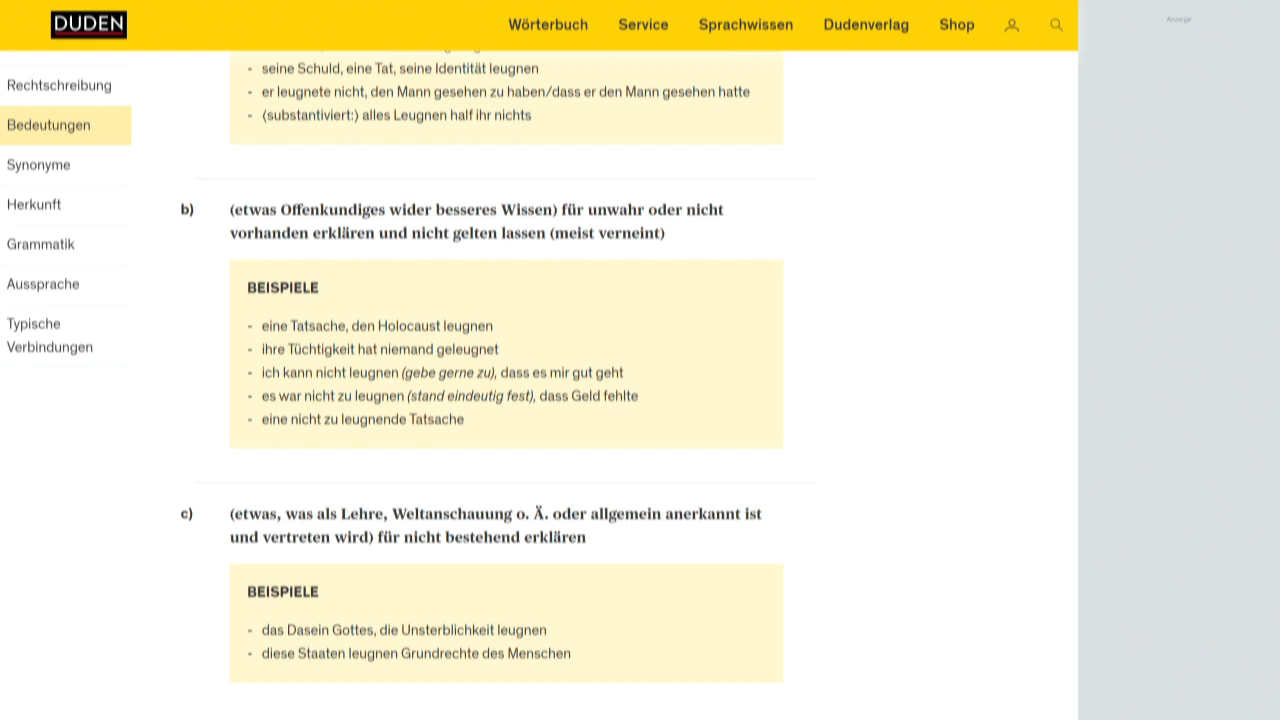 DUDEN
Wörterbuch
Service
Sprachwissen
Dudenverlag
Shop
Anzeige
Rechtschreibung
Bedeutungen
Synonyme
Herkunft
Grammatik
Aussprache
Typische
Verbindungen
- seine Schuld, eine Tat, seine Identität leugnen
- er leugnete nicht, den Mann gesehen zu haben/dass er den Mann gesehen hatte
- (substantiviert:) alles Leugnen half ihr nichts
b) (etwas Offenkundiges wider besseres Wissen) für unwahr oder nicht
vorhanden erklären und nicht gelten lassen (meist verneint)
BEISPIELE
- eine Tatsache, den Holocaust leugnen
- ihre Tüchtigkeit hat niemand geleugnet
- ich kann nicht leugnen (gebe gerne zu), dass es mir gut geht
- es war nicht zu leugnen (stand eindeutig fest), dass Geld fehlte
- eine nicht zu leugnende Tatsache
c) (etwas, was als Lehre, Weltanschauung o. Ä. oder allgemein anerkannt ist
und vertreten wird) für nicht bestehend erklären
BEISPIELE
- das Dasein Gottes, die Unsterblichkeit leugnen
- diese Staaten leugnen Grundrechte des Menschen